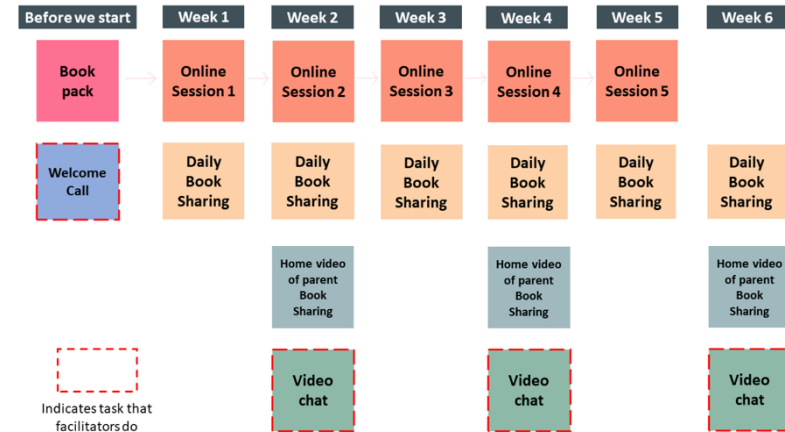 Before we start
Week 1
Week 2
Week 3
Week 4
Week 5
Week 6
Book
pack
Online
Session 1
Online
Session 2
Online
Session 3
Online
Session 4
Online
Session 5
Welcome
Call
Daily
Book
Sharing
Daily
Book
Sharing
Daily
Book
Sharing
Daily
Book
Sharing
Daily
Book
Sharing
Daily
Book
Sharing
Home video
of parent
Book
Sharing
Home video
of parent
Book
Sharing
Home video
of parent
Book
Sharing
Indicates task that
facilitators do
Video
chat
Video
chat
Video
chat